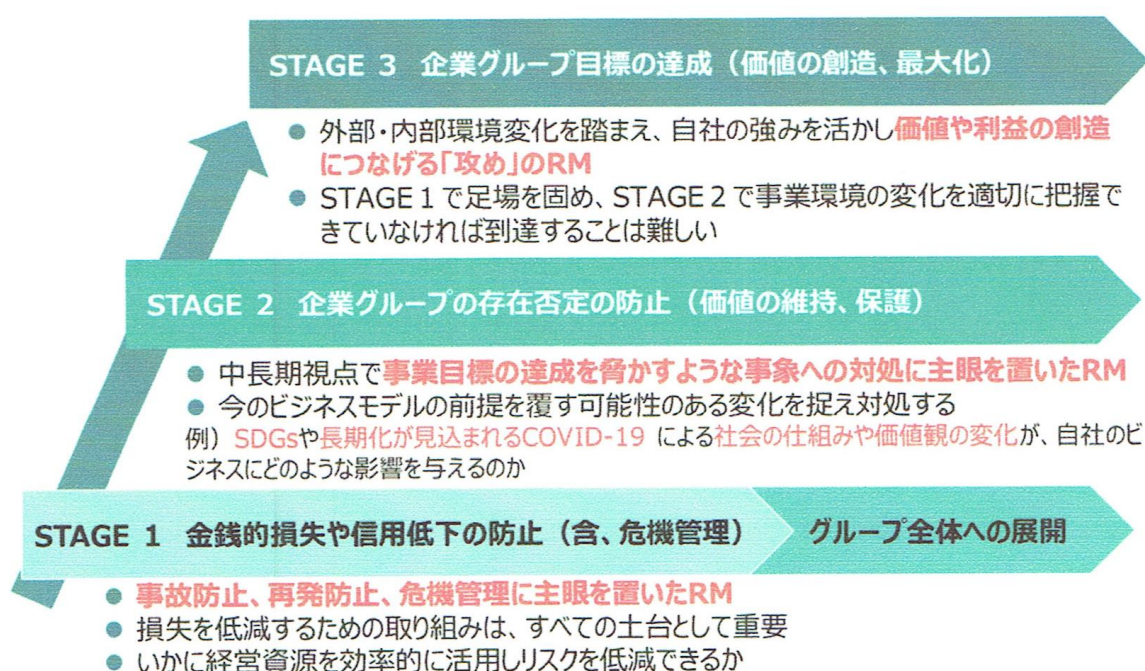 STAGE 3 企業グループ目標の達成（価値の創造、最大化）
● 外部・内部環境変化を踏まえ、自社の強みを活かし価値や利益の創造
につなげる「攻め」のRM
● STAGE１で足場を固め、STAGE２で事業環境の変化を適切に把握で
きていなければ到達することは難しい
STAGE 2 企業グループの存在否定の防止（価値の維持、保護）
● 中長期視点で事業目標の達成を脅かすような事象への対処に主眼を置いたRM
● 今のビジネスモデルの前提を覆す可能性のある変化を捉え対処する
例）SDGsや長期化が見込まれるCOVID-19 による社会の仕組みや価値観の変化が、自社のビ
ジネスにどのような影響を与えるのか
STAGE 1 金銭的損失や信用低下の防止（含、危機管理） グループ全体への展開
● 事故防止、再発防止、危機管理に主眼を置いたRM
● 損失を低減するための取り組みは、すべての土台として重要
● いかに経営資源を効率的に活用しリスクを低減できるか